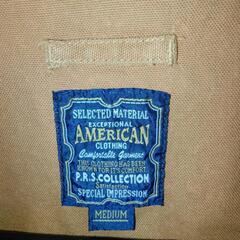 SELECTED MATERIAL
EXCEPTIONAL
AMERICAN
CLOTHING
Comfortable Garment
THIS CLOTHING HAS BEEN
KNOWN FOR IT'S COMFORT
P.R.S.COLLECTION
Satisfaction
SPECIAL IMPRESSION
MEDIUM